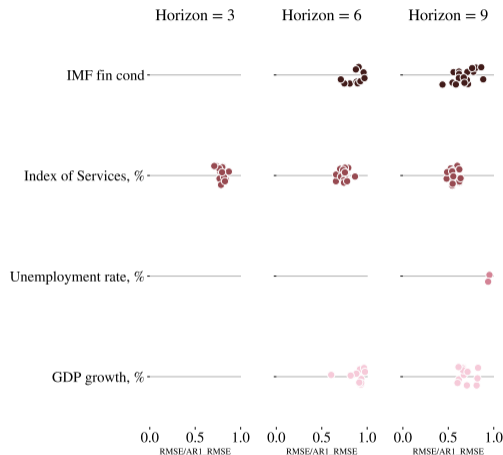 Horizon = 3 Horizon = 6 Horizon = 9
IMF fin cond
Index of Services, %
Unemployment rate, %
GDP growth, %
0.0 0.5 1.0 0.0 0.5 1.0 0.0 0.5 1.0
RMSE/AR1 RMSE RMSE/AR1 RMSE RMSE/AR1 RMSE